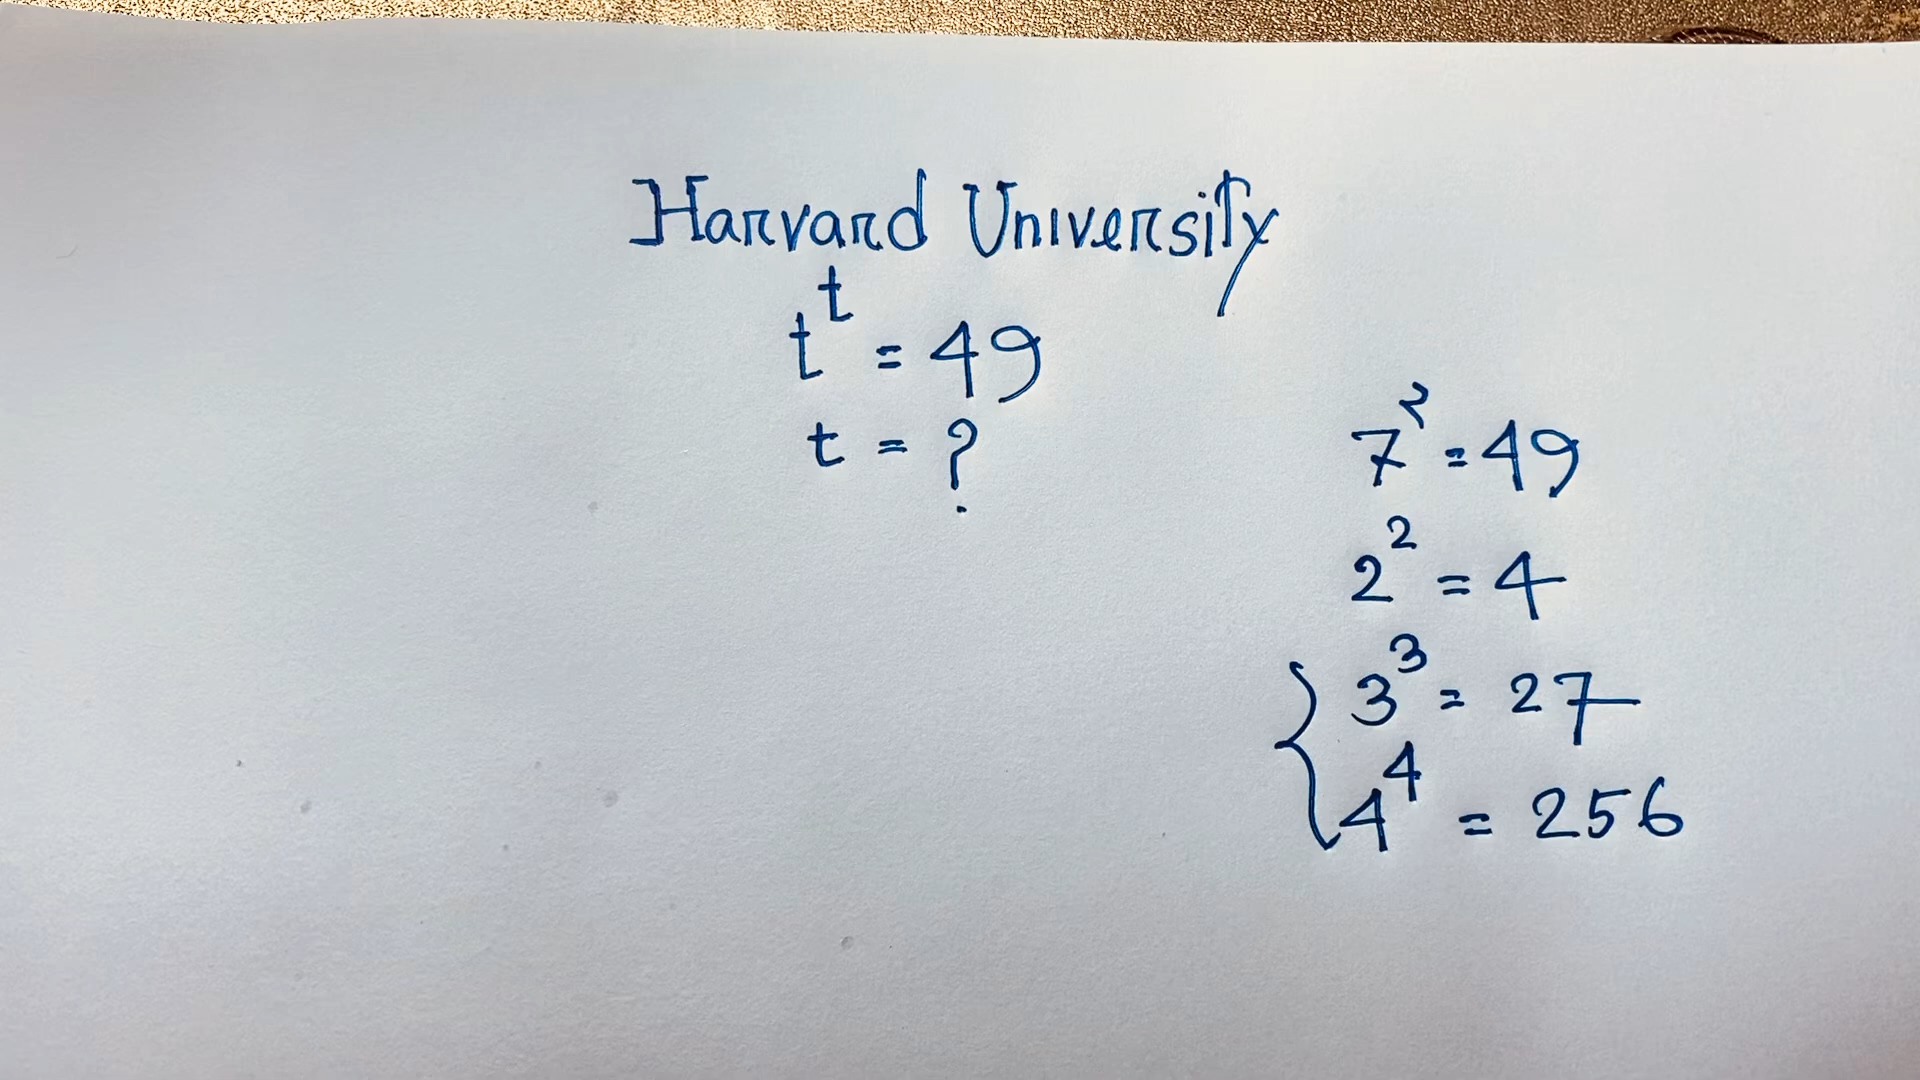 Harvard University
t^t = 49
t = ?
7^2 = 49
2^2 = 4
3^3 = 27
4^4 = 256